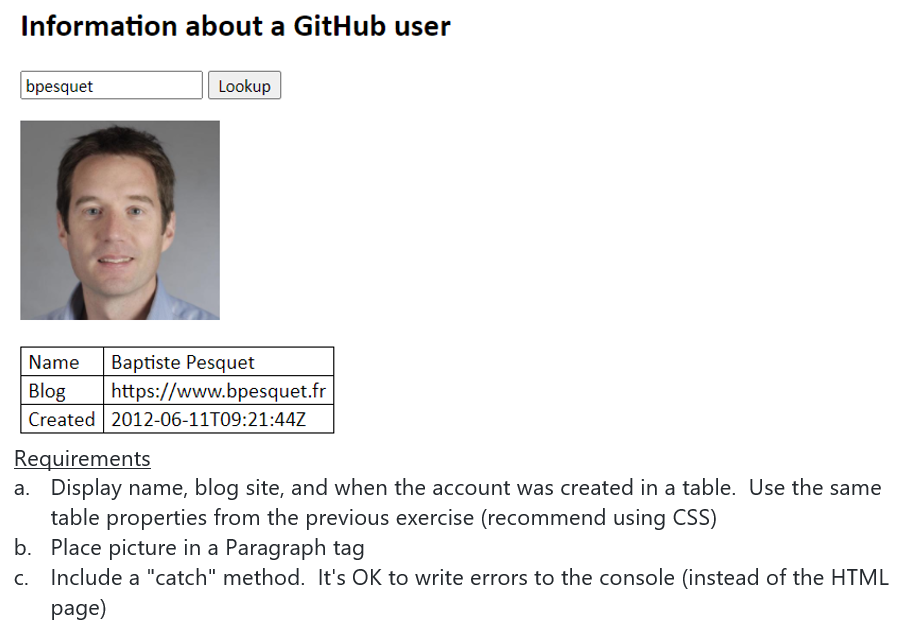 Information about a GitHub user
bpesquet Lookup
Name Baptiste Pesquet
Blog https://www.bpesquet.fr
Created 2012-06-11T09:21:44Z
Requirements
a. Display name, blog site, and when the account was created in a table. Use the same
table properties from the previous exercise (recommend using CSS)
b. Place picture in a Paragraph tag
c. Include a "catch" method. It's OK to write errors to the console (instead of the HTML
page)